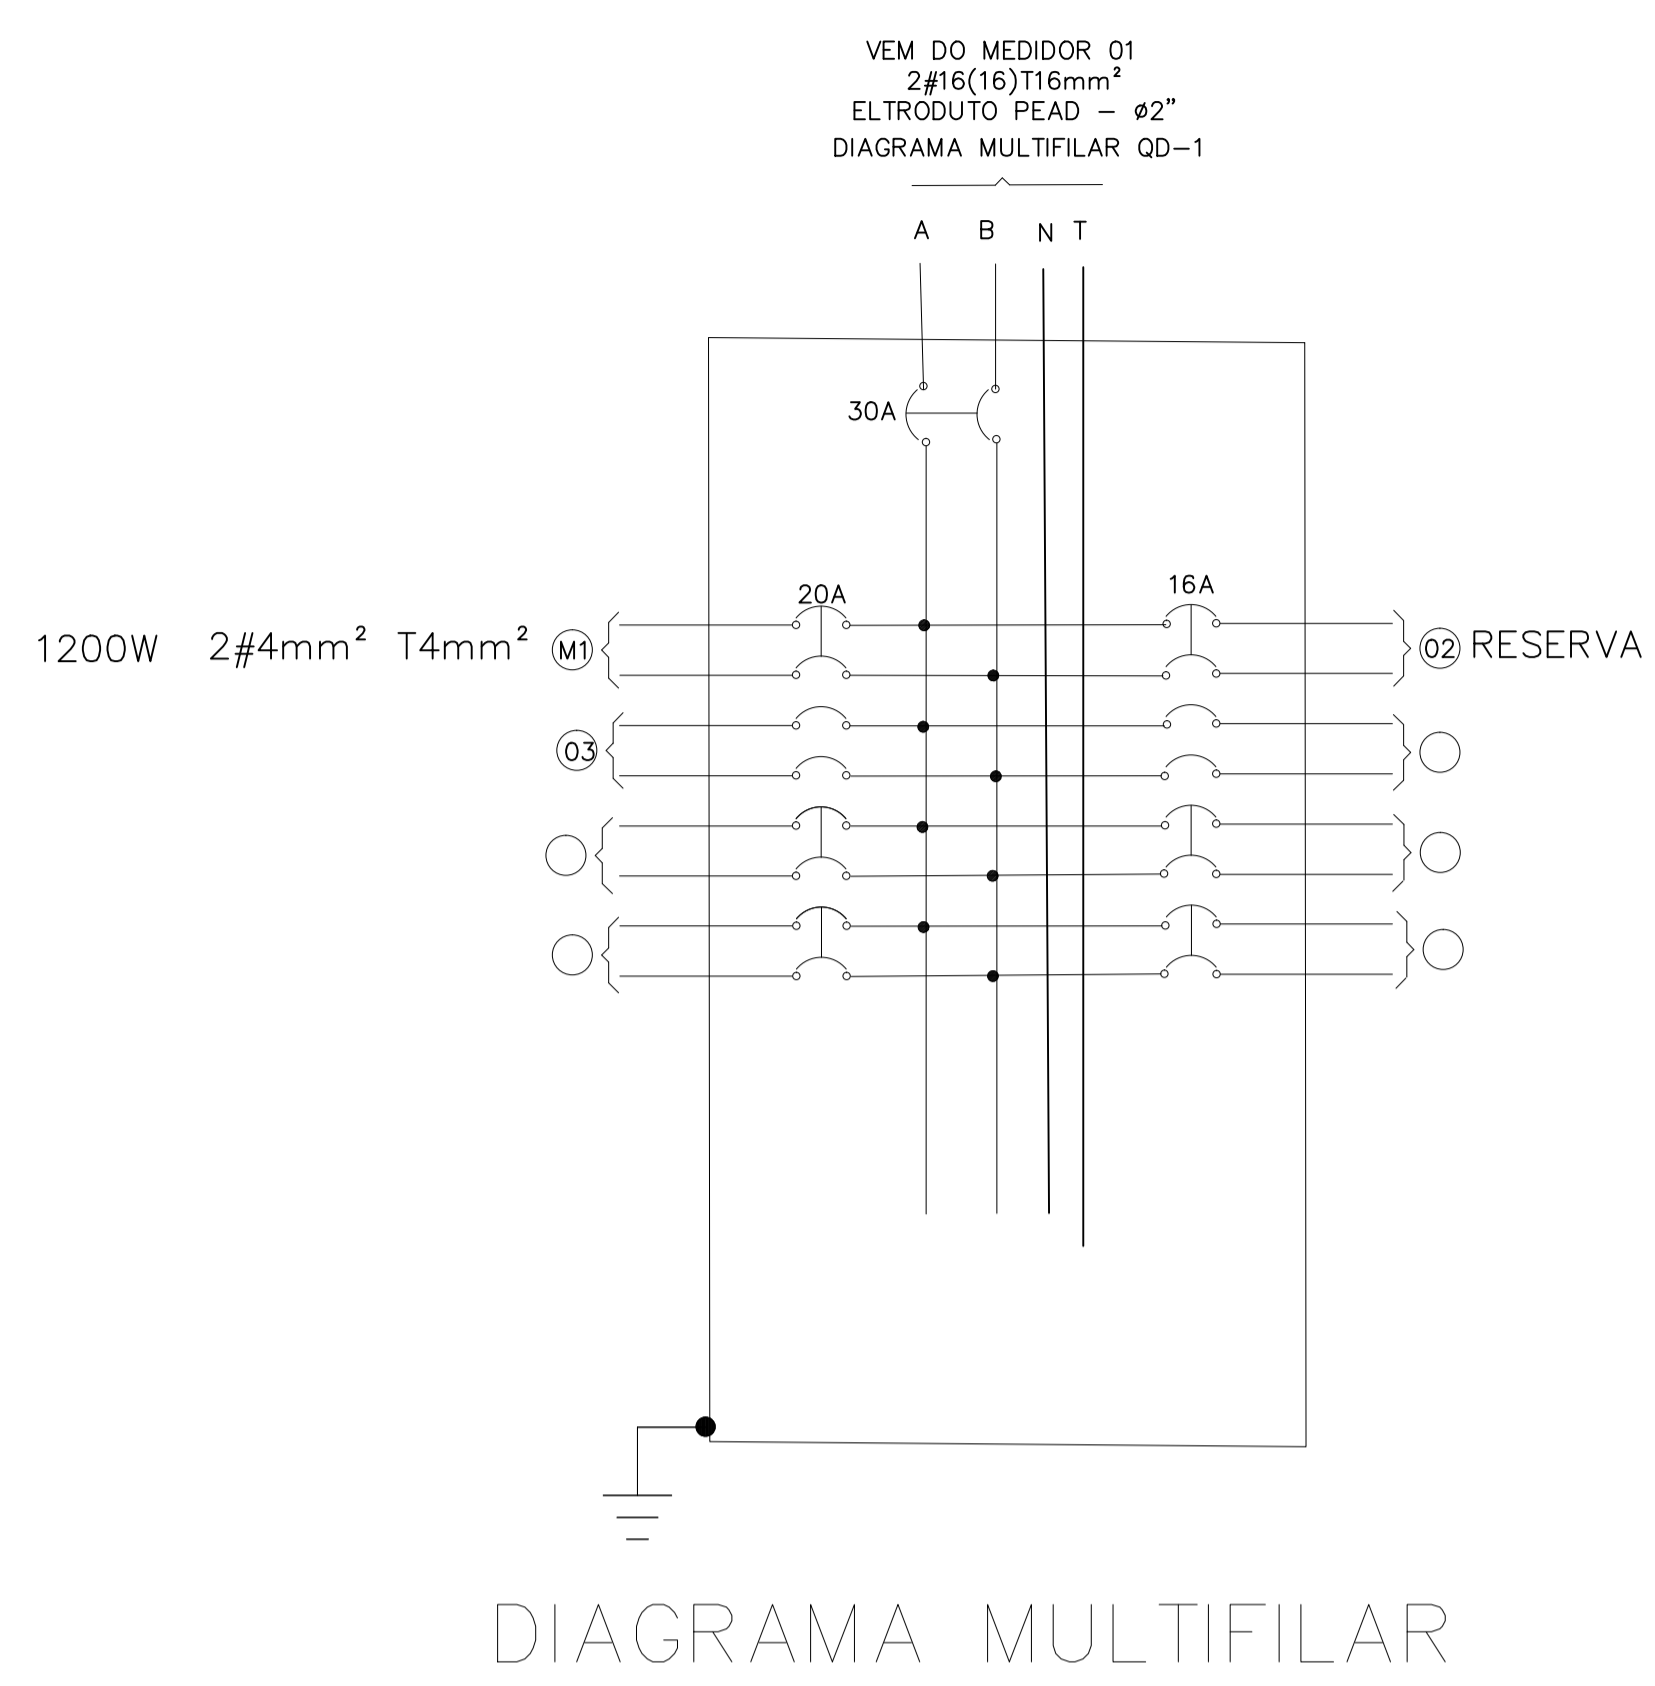 VEM DO MEDIDOR 01
2#16(16)T16mm²
ELTRODUTO PEAD - ø2"
DIAGRAMA MULTIFILAR QD-1
A B N T
30A
20A
16A
1200W 2#4mm² T4mm² M1
02 RESERVA
03
DIAGRAMA MULTIFILAR